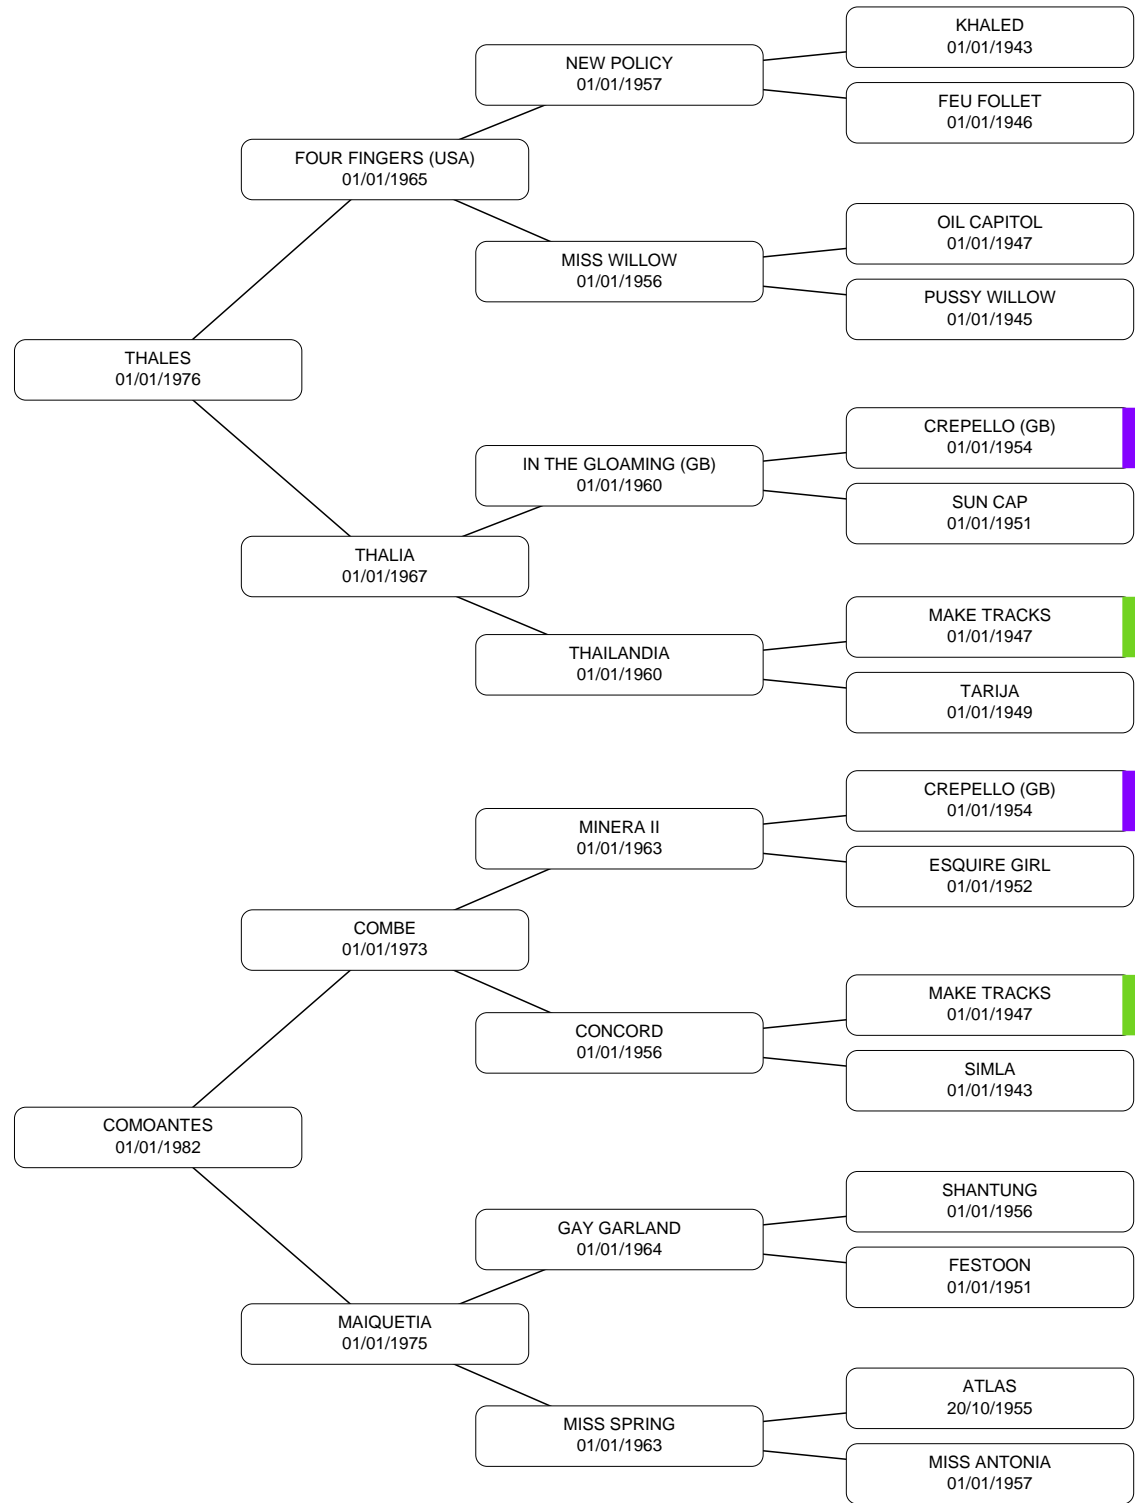 KHALED
01/01/1943
NEW POLICY
01/01/1957
FEU FOLLET
01/01/1946
FOUR FINGERS (USA)
01/01/1965
OIL CAPITOL
01/01/1947
MISS WILLOW
01/01/1956
PUSSY WILLOW
01/01/1945
THALES
01/01/1976
CREPELLO (GB)
01/01/1954
IN THE GLOAMING (GB)
01/01/1960
SUN CAP
01/01/1951
THALIA
01/01/1967
MAKE TRACKS
01/01/1947
THAILANDIA
01/01/1960
TARIJA
01/01/1949
CREPELLO (GB)
01/01/1954
MINERA II
01/01/1963
ESQUIRE GIRL
01/01/1952
COMBE
01/01/1973
MAKE TRACKS
01/01/1947
CONCORD
01/01/1956
SIMLA
01/01/1943
COMOANTES
01/01/1982
SHANTUNG
01/01/1956
GAY GARLAND
01/01/1964
FESTOON
01/01/1951
MAIQUETIA
01/01/1975
ATLAS
20/10/1955
MISS SPRING
01/01/1963
MISS ANTONIA
01/01/1957